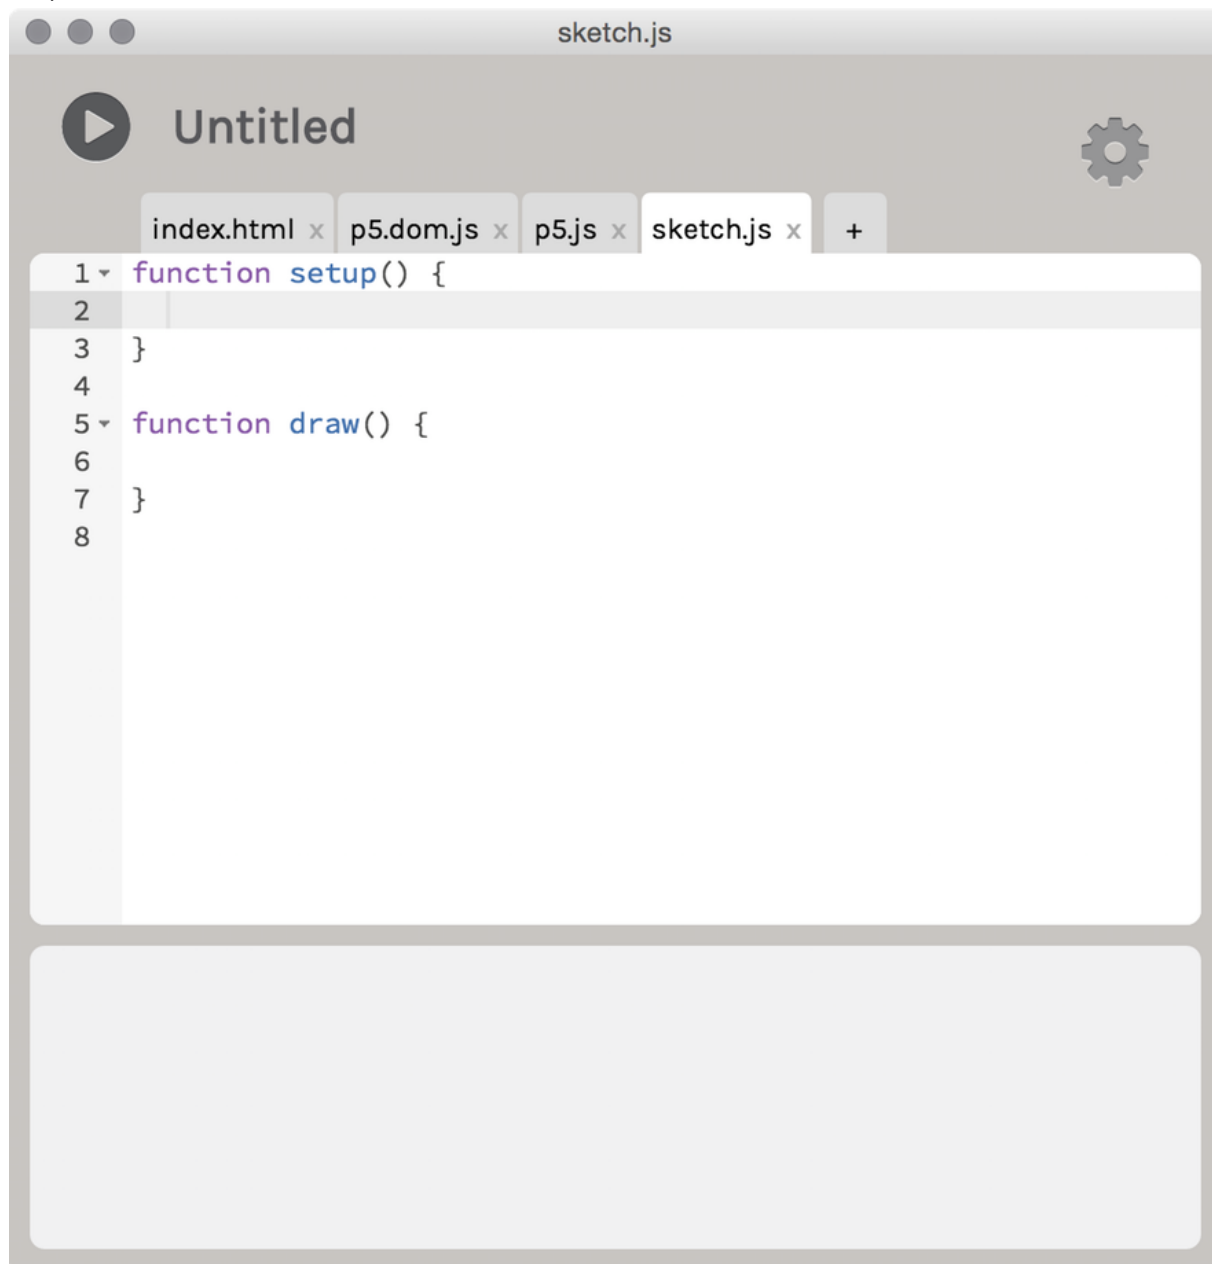 sketch.js
Untitled
index.html x p5.dom.js x p5.js x sketch.js x +
1 function setup() {
2
3 }
4
5 function draw() {
6
7 }
8